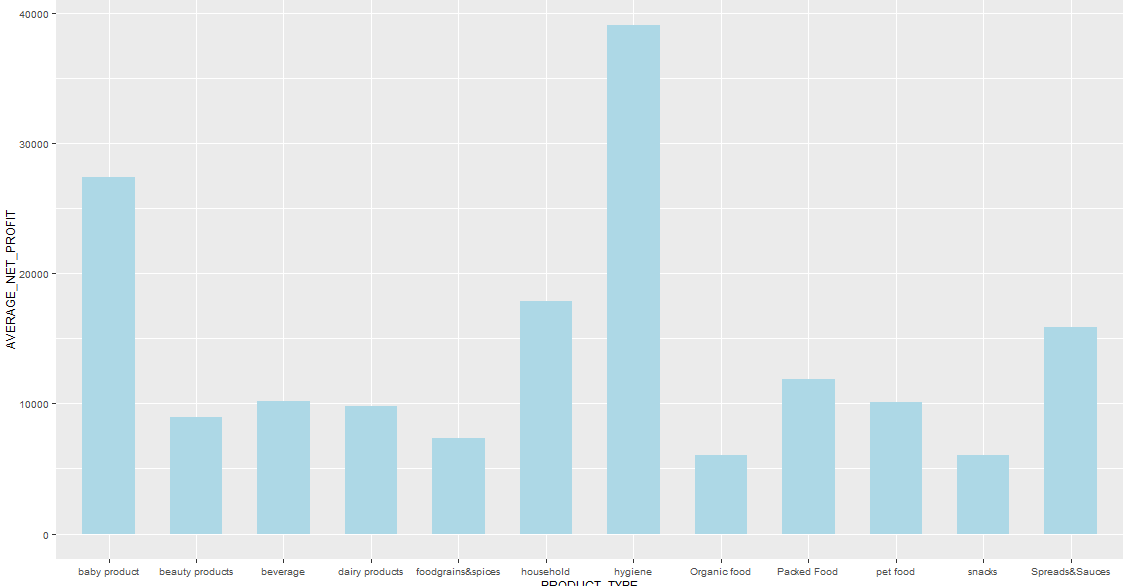 40000
30000
20000
10000
0
AVERAGE_NET_PROFIT
baby product beauty products beverage dairy products foodgrains&spices household hygiene Organic food Packed Food pet food snacks Spreads&Sauces
PRODUCT_TYPE